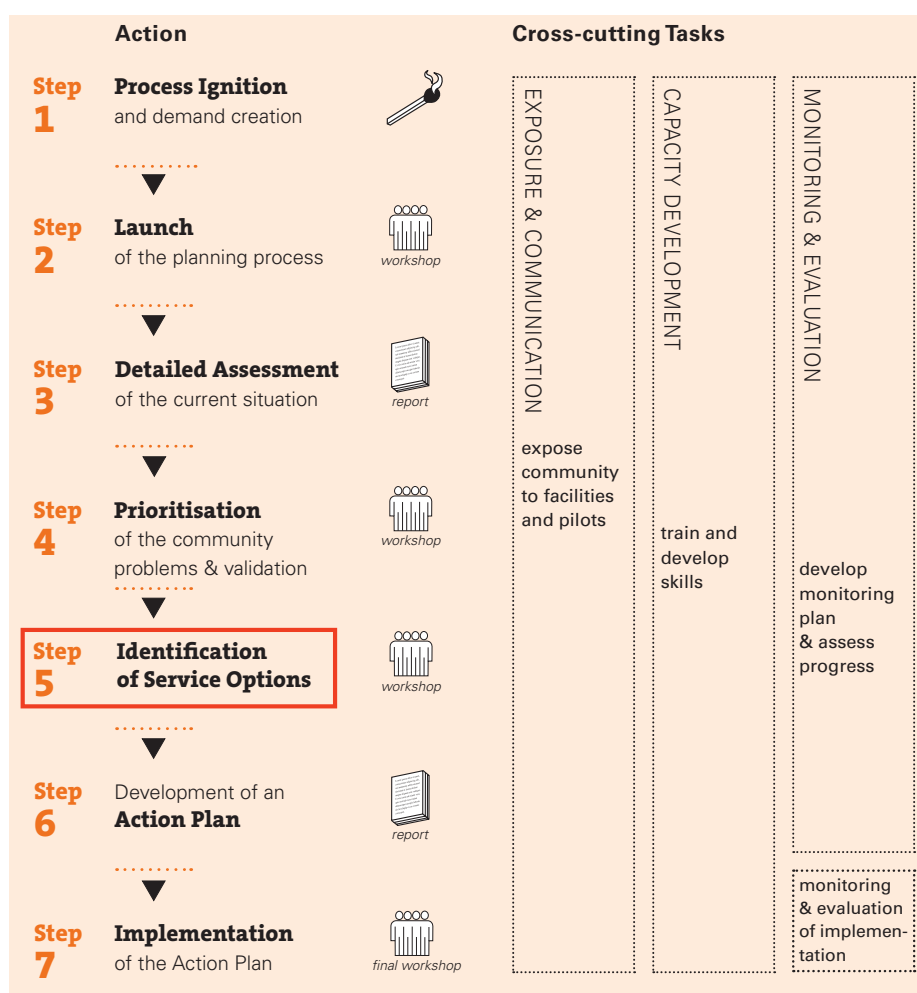 Action
Cross-cutting Tasks
Step
1
Process Ignition
and demand creation
Step
2
Launch
of the planning process
workshop
Step
3
Detailed Assessment
of the current situation
report
Step
4
Prioritisation
of the community
problems & validation
workshop
Step
5
Identification
of Service Options
workshop
Step
6
Development of an
Action Plan
report
Step
7
Implementation
of the Action Plan
final workshop
EXPOSURE & COMMUNICATION
expose
community
to facilities
and pilots
CAPACITY DEVELOPMENT
train and
develop
skills
MONITORING & EVALUATION
develop
monitoring
plan
& assess
progress
monitoring
& evaluation
of implemen-
tation